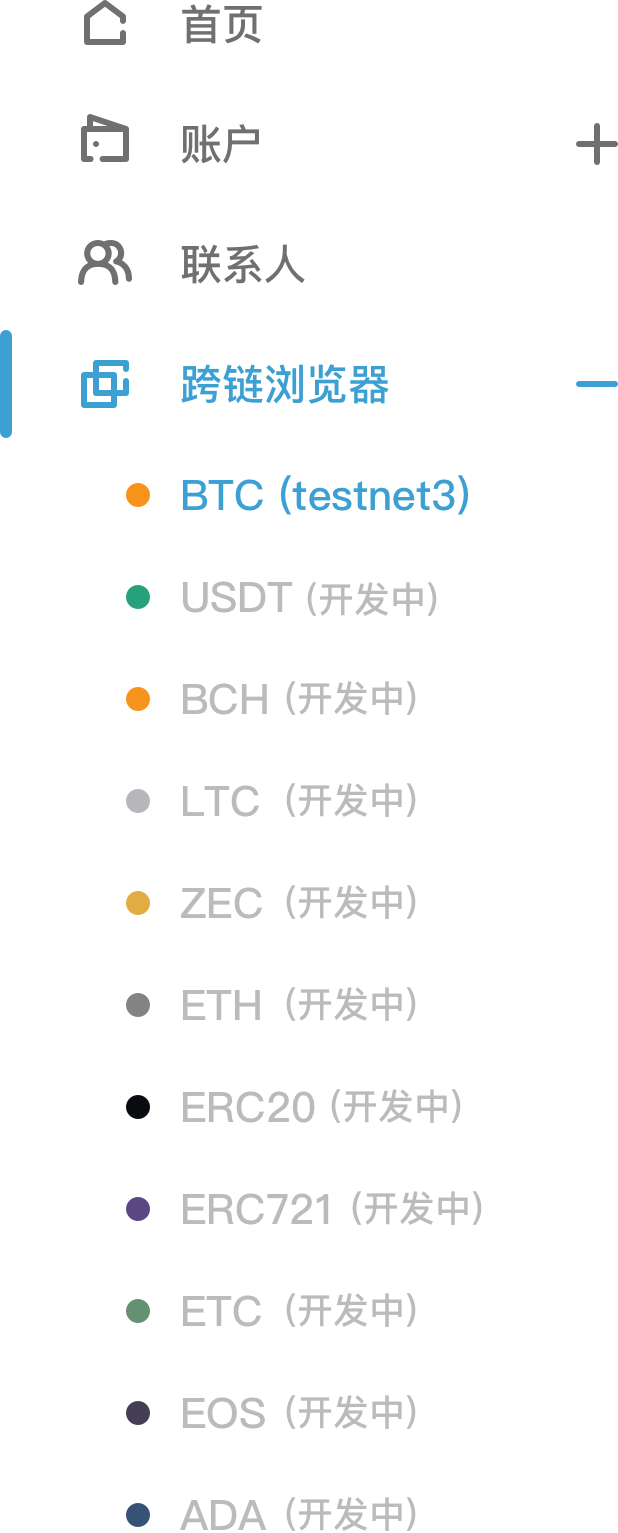 首页
账户
联系人
跨链浏览器
BTC (testnet3)
USDT (开发中)
BCH (开发中)
LTC (开发中)
ZEC (开发中)
ETH (开发中)
ERC20 (开发中)
ERC721 (开发中)
ETC (开发中)
EOS (开发中)
ADA (开发中)